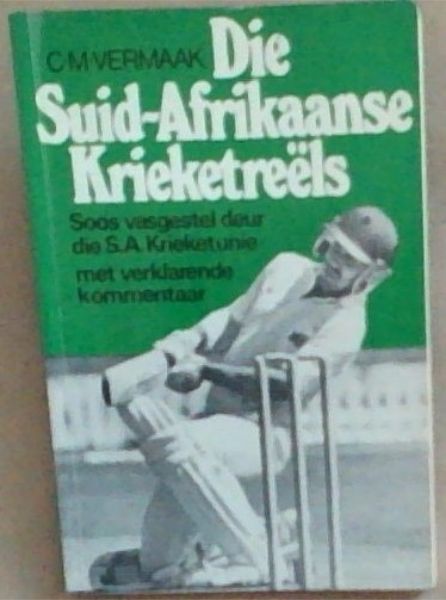 C·M·VERMAAK Die
Suid-Afrikaanse
Krieketreëls
Soos vasgestel deur
die S.A. Krieketunie
met verklarende
kommentaar